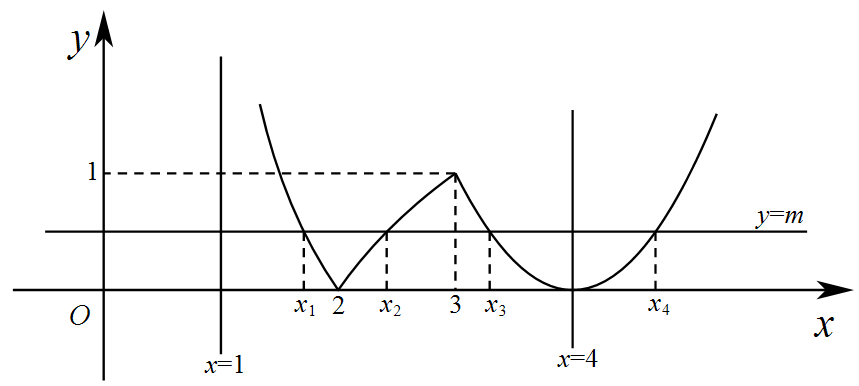 y
1
y=m
O
x₁ 2 x₂ 3 x₃ x₄
x
x=1
x=4